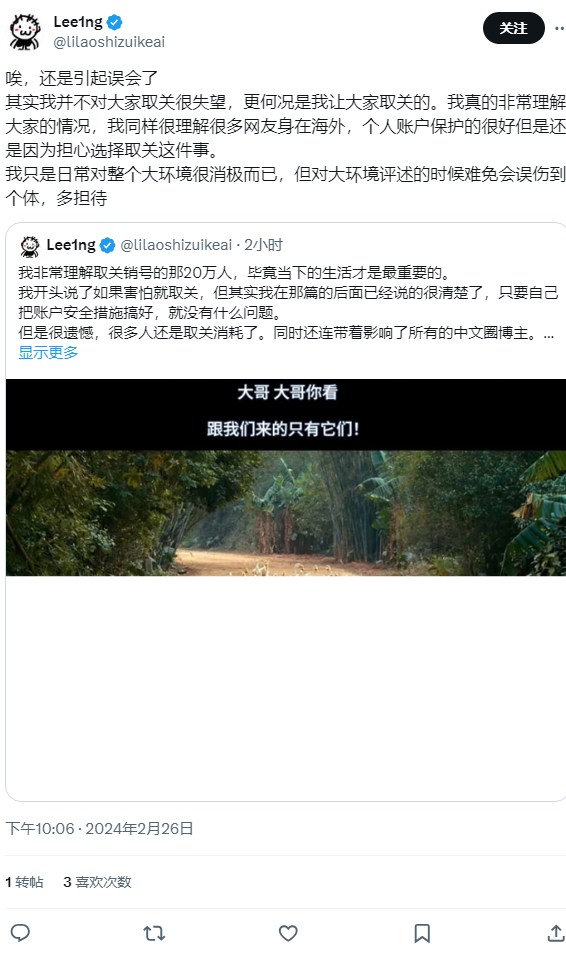 Lee1ng
@lilaoshizuikeai
关注
唉，还是引起误会了
其实我并不对大家取关很失望，更何况是我让大家取关的。我真的非常理解
大家的情况，我同样很理解很多网友身在海外，个人账户保护的很好但是还
是因为担心选择取关这件事。
我只是日常对整个大环境很消极而已，但对大环境评述的时候难免会误伤到
个体，多担待
Lee1ng @lilaoshizuikeai · 2小时
我非常理解取关销号的那20万人，毕竟当下的生活才是最重要的。
我开头说了如果害怕就取关，但其实我在那篇的后面已经说的很清楚了，只要自己
把账户安全措施搞好，就没有什么问题。
但是很遗憾，很多人还是取关消耗了。同时还连带着影响了所有的中文圈博主。...
显示更多
大哥 大哥你看
跟我们来的只有它们！
下午10:06 · 2024年2月26日
1 转帖 3 喜欢次数